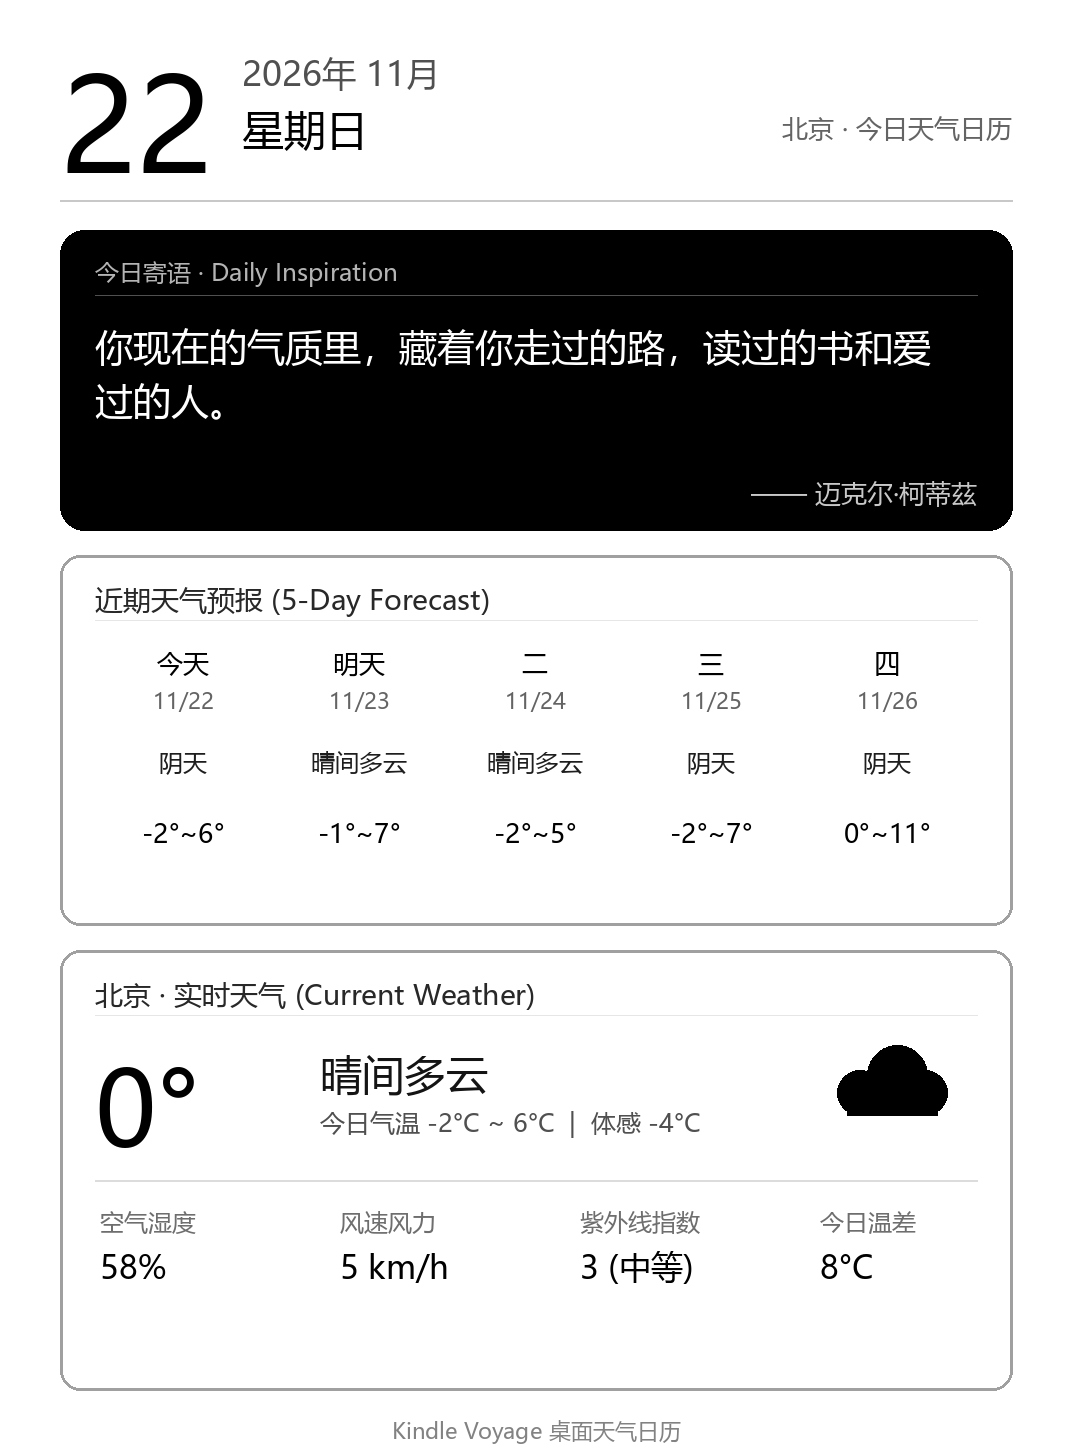 22
2026年 11月
星期日
北京 · 今日天气日历
今日寄语 · Daily Inspiration
你现在的气质里，藏着你走过的路，读过的书和爱
过的人。
—— 迈克尔·柯蒂兹
近期天气预报 (5-Day Forecast)
今天 明天 二 三 四
11/22 11/23 11/24 11/25 11/26
阴天 晴间多云 晴间多云 阴天 阴天
-2°~6° -1°~7° -2°~5° -2°~7° 0°~11°
北京 · 实时天气 (Current Weather)
0°
晴间多云
今日气温 -2°C ~ 6°C | 体感 -4°C
空气湿度 风速风力 紫外线指数 今日温差
58% 5 km/h 3 (中等) 8°C
Kindle Voyage 桌面天气日历